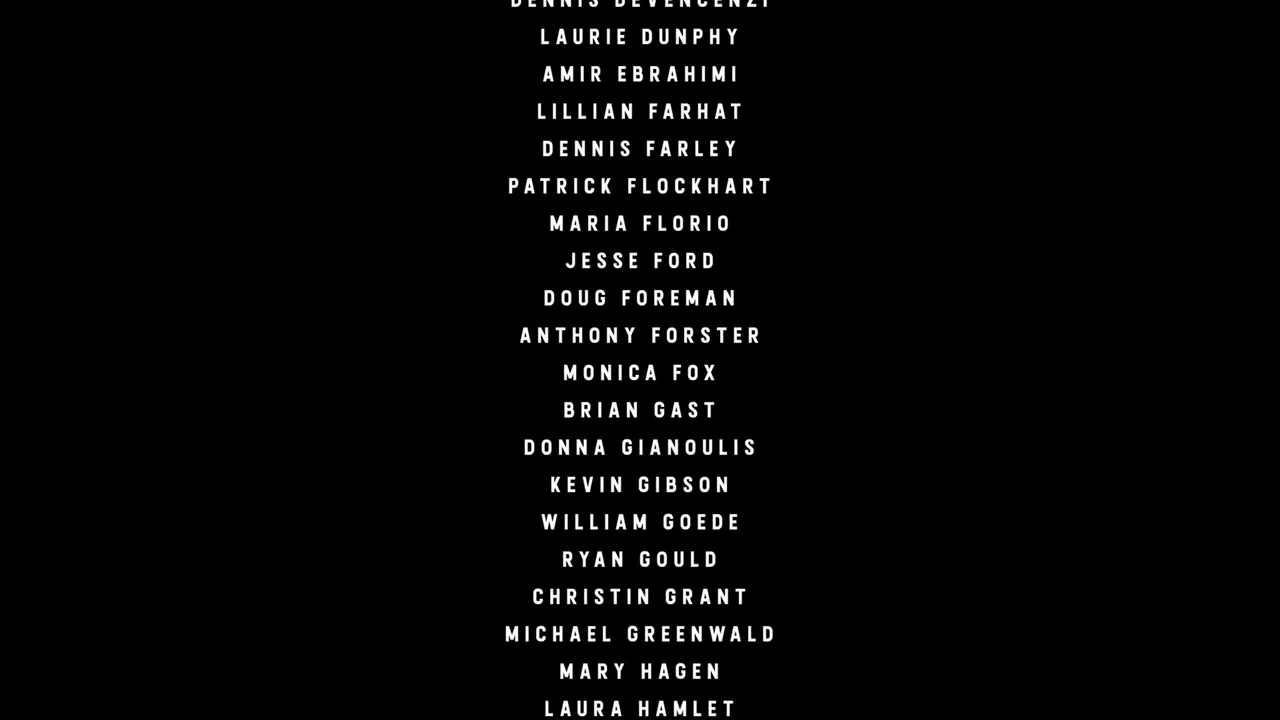 DENNIS DEVENCENZI
LAURIE DUNPHY
AMIR EBRAHIMI
LILLIAN FARHAT
DENNIS FARLEY
PATRICK FLOCKHART
MARIA FLORIO
JESSE FORD
DOUG FOREMAN
ANTHONY FORSTER
MONICA FOX
BRIAN GAST
DONNA GIANOULIS
KEVIN GIBSON
WILLIAM GOEDE
RYAN GOULD
CHRISTIN GRANT
MICHAEL GREENWALD
MARY HAGEN
LAURA HAMLET